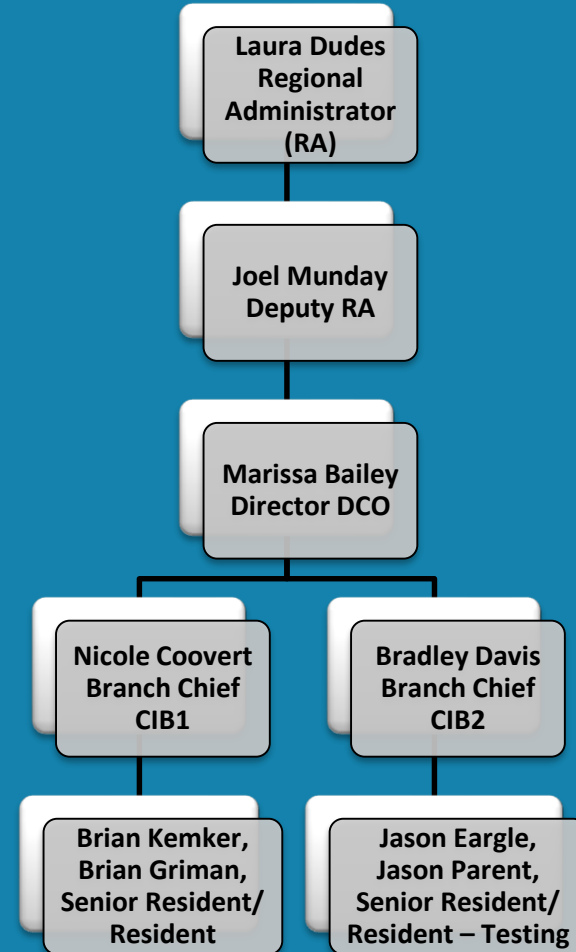 Laura Dudes
Regional
Administrator
(RA)
Joel Munday
Deputy RA
Marissa Bailey
Director DCO
Nicole Coovert
Branch Chief
CIB1
Bradley Davis
Branch Chief
CIB2
Brian Kemker,
Brian Griman,
Senior Resident/
Resident
Jason Eargle,
Jason Parent,
Senior Resident/
Resident – Testing